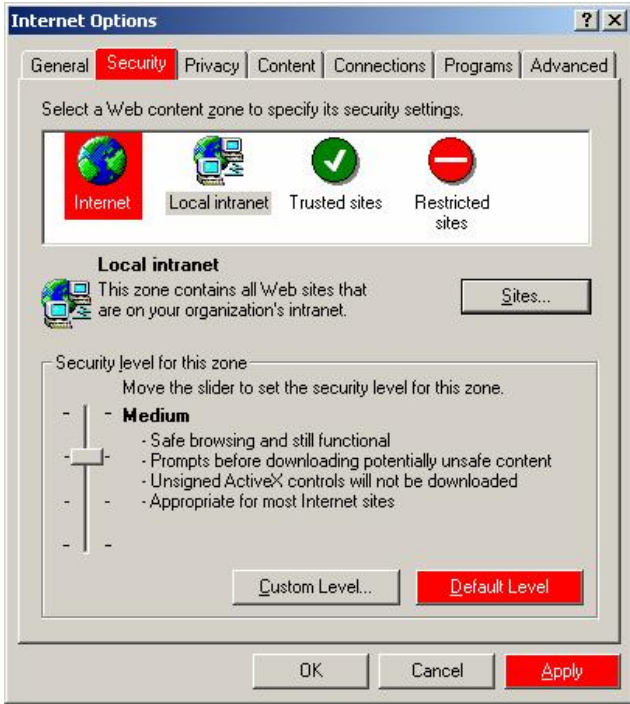 Internet Options
General Security Privacy Content Connections Programs Advanced
Select a Web content zone to specify its security settings.
Internet Local intranet Trusted sites Restricted
sites
Local intranet
This zone contains all Web sites that
are on your organization's intranet.
Sites...
Security level for this zone
Move the slider to set the security level for this zone.
Medium
- Safe browsing and still functional
- Prompts before downloading potentially unsafe content
- Unsigned ActiveX controls will not be downloaded
- Appropriate for most Internet sites
Custom Level... Default Level
OK Cancel Apply